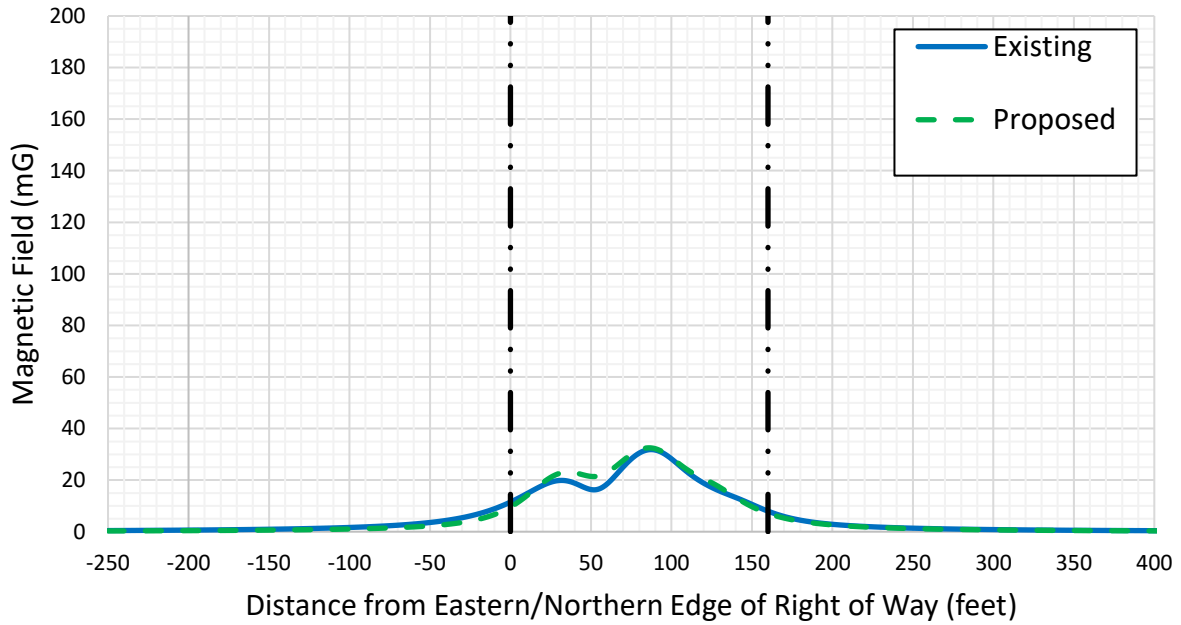 200
180
160
140
120
100
80
60
40
20
0
Magnetic Field (mG)
Existing
Proposed
-250 -200 -150 -100 -50 0 50 100 150 200 250 300 350 400
Distance from Eastern/Northern Edge of Right of Way (feet)